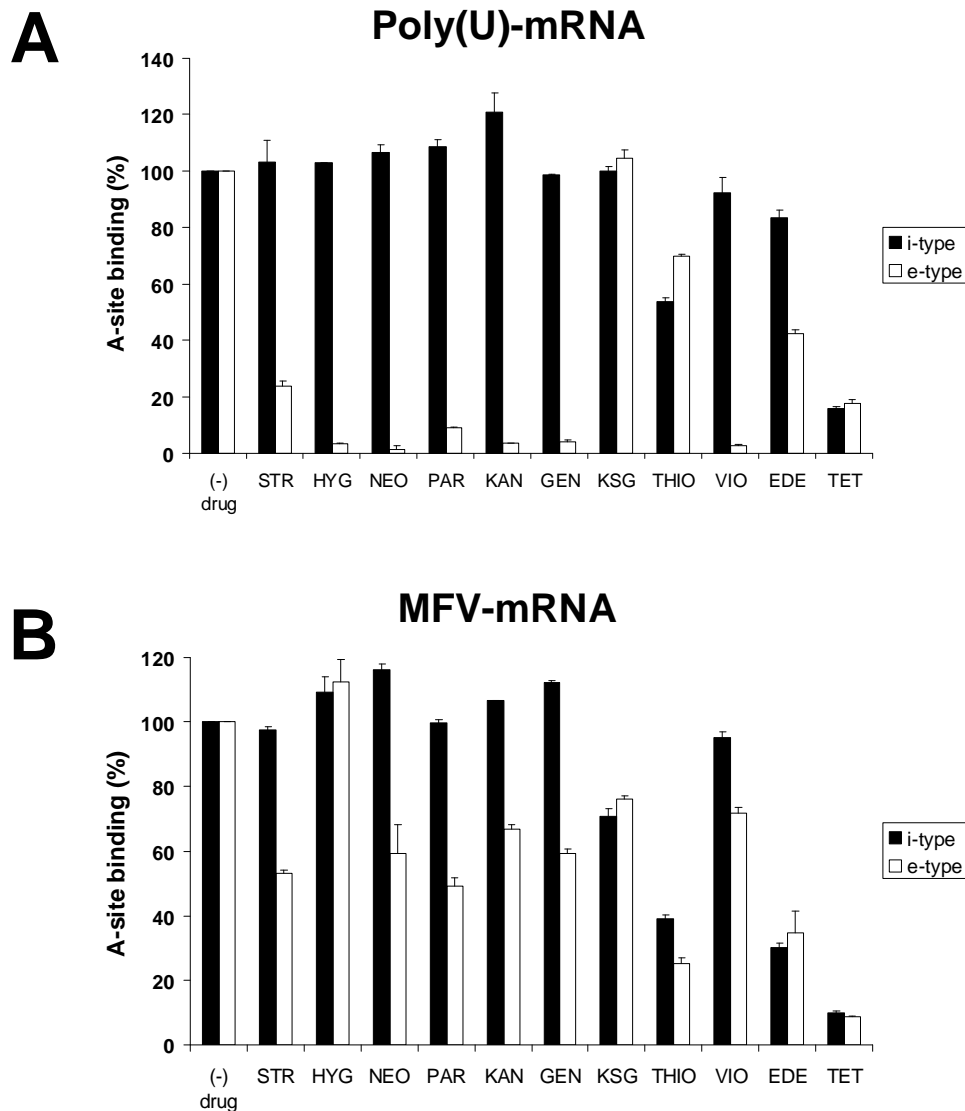 A
Poly(U)-mRNA
A-site binding (%)
140
120
100
80
60
40
20
0
(-) drug STR HYG NEO PAR KAN GEN KSG THIO VIO EDE TET
i-type
e-type
B
MFV-mRNA
A-site binding (%)
120
100
80
60
40
20
0
(-) drug STR HYG NEO PAR KAN GEN KSG THIO VIO EDE TET
i-type
e-type